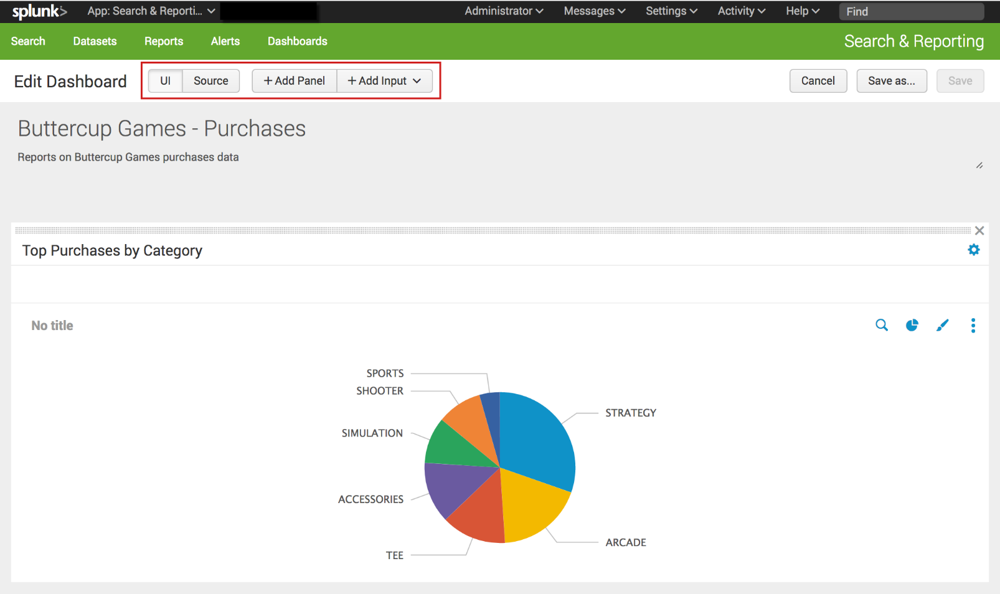 splunk> App: Search & Reporti... Administrator Messages Settings Activity Help Find
Search Datasets Reports Alerts Dashboards Search & Reporting
Edit Dashboard UI Source + Add Panel + Add Input Cancel Save as... Save
Buttercup Games - Purchases
Reports on Buttercup Games purchases data
Top Purchases by Category
No title
SPORTS
SHOOTER
STRATEGY
SIMULATION
ACCESSORIES
ARCADE
TEE